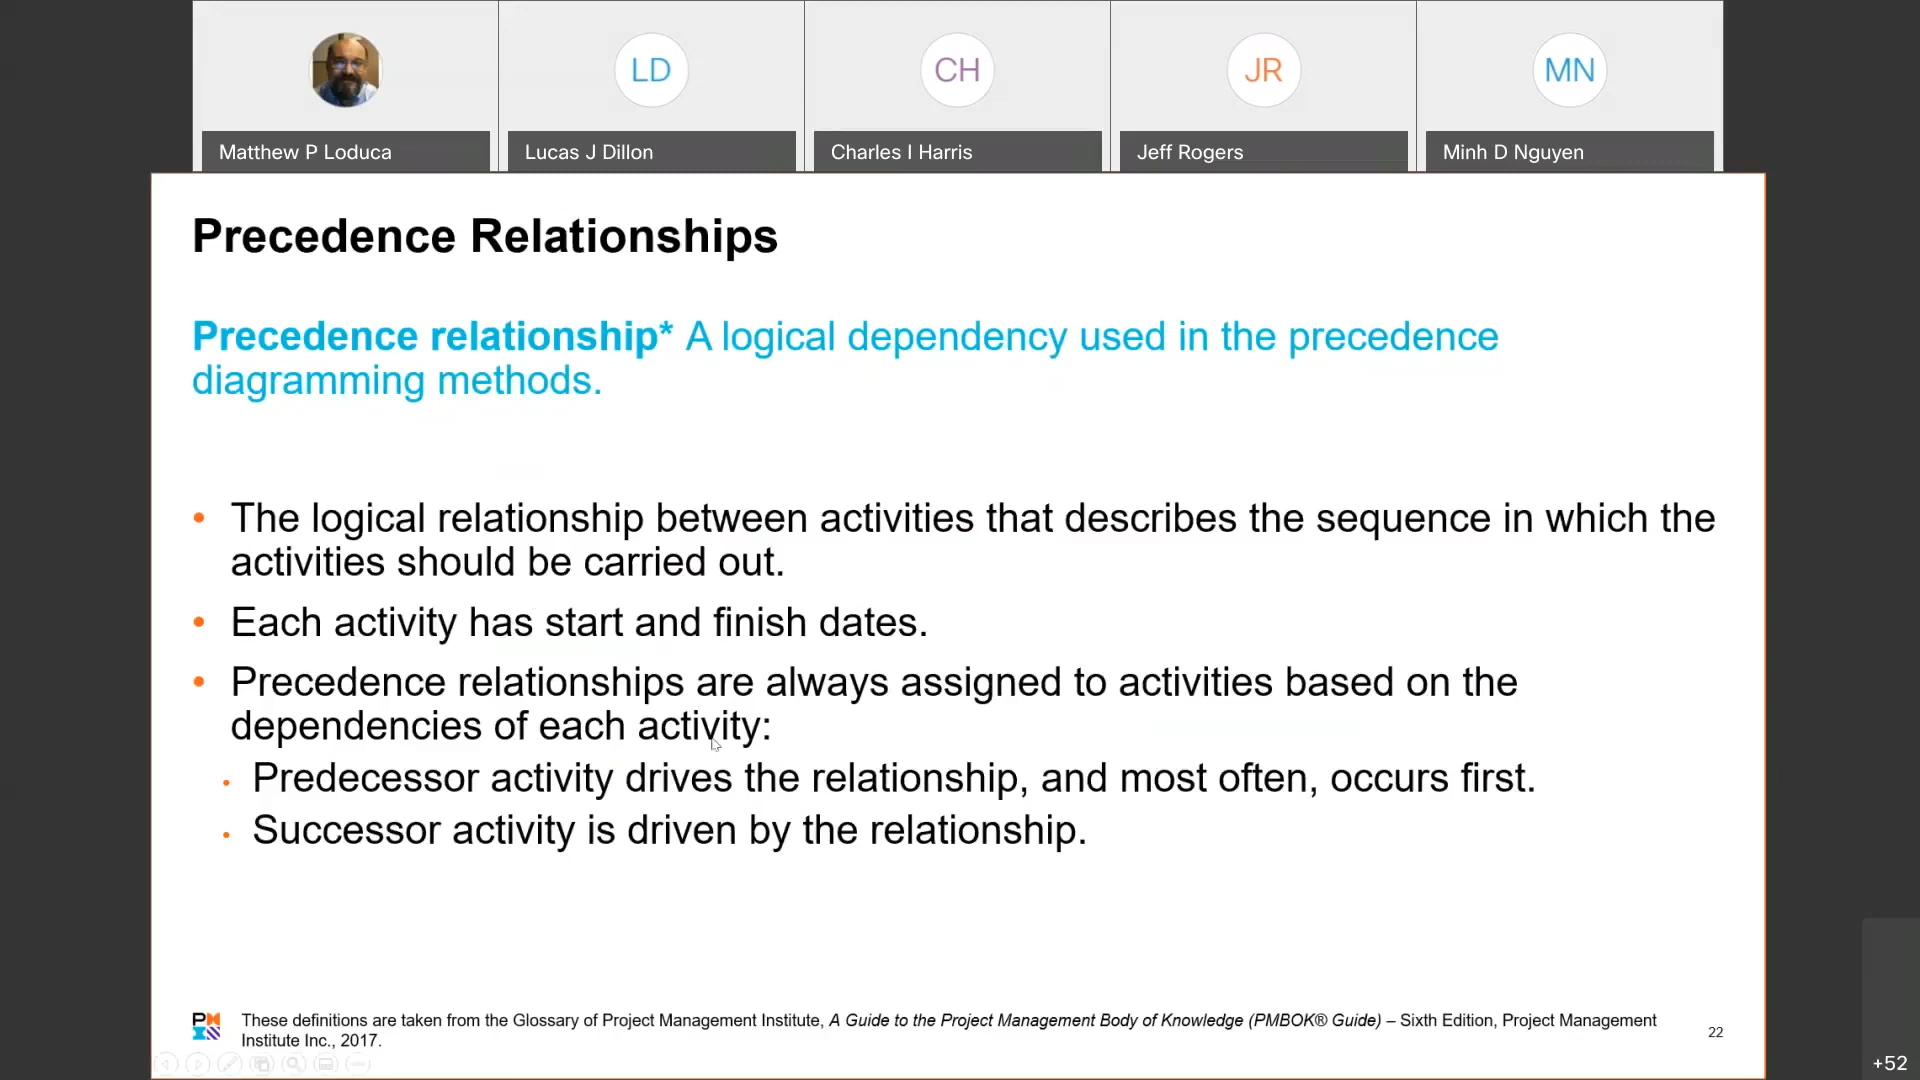 LD
CH
JR
MN
Matthew P Loduca
Lucas J Dillon
Charles I Harris
Jeff Rogers
Minh D Nguyen
Precedence Relationships
Precedence relationship* A logical dependency used in the precedence
diagramming methods.
• The logical relationship between activities that describes the sequence in which the
activities should be carried out.
• Each activity has start and finish dates.
• Precedence relationships are always assigned to activities based on the
dependencies of each activity:
• Predecessor activity drives the relationship, and most often, occurs first.
• Successor activity is driven by the relationship.
These definitions are taken from the Glossary of Project Management Institute, A Guide to the Project Management Body of Knowledge (PMBOK® Guide) – Sixth Edition, Project Management
Institute Inc., 2017.
22
+52